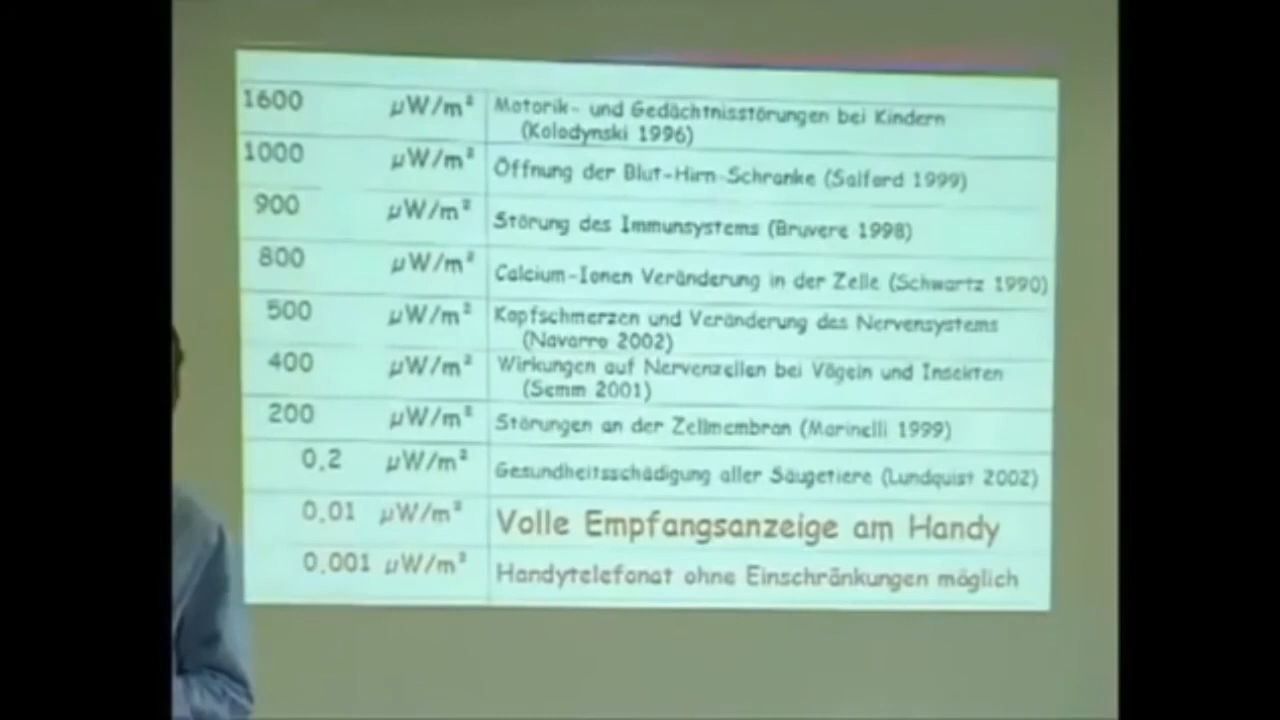 1600 µW/m² Motorik- und Gedächtnisstörungen bei Kindern
(Kolodynski 1996)
1000 µW/m² Öffnung der Blut-Hirn-Schranke (Salford 1999)
900 µW/m² Störung des Immunsystems (Bruvere 1998)
800 µW/m² Calcium-Ionen Veränderung in der Zelle (Schwartz 1990)
500 µW/m² Kopfschmerzen und Veränderung des Nervensystems
(Navarro 2002)
400 µW/m² Wirkungen auf Nervenzellen bei Vögeln und Insekten
(Semm 2001)
200 µW/m² Störungen an der Zellmembran (Marinelli 1999)
0,2 µW/m² Gesundheitsschädigung aller Säugetiere (Lundquist 2002)
0,01 µW/m² Volle Empfangsanzeige am Handy
0,001 µW/m² Handytelefonat ohne Einschränkungen möglich